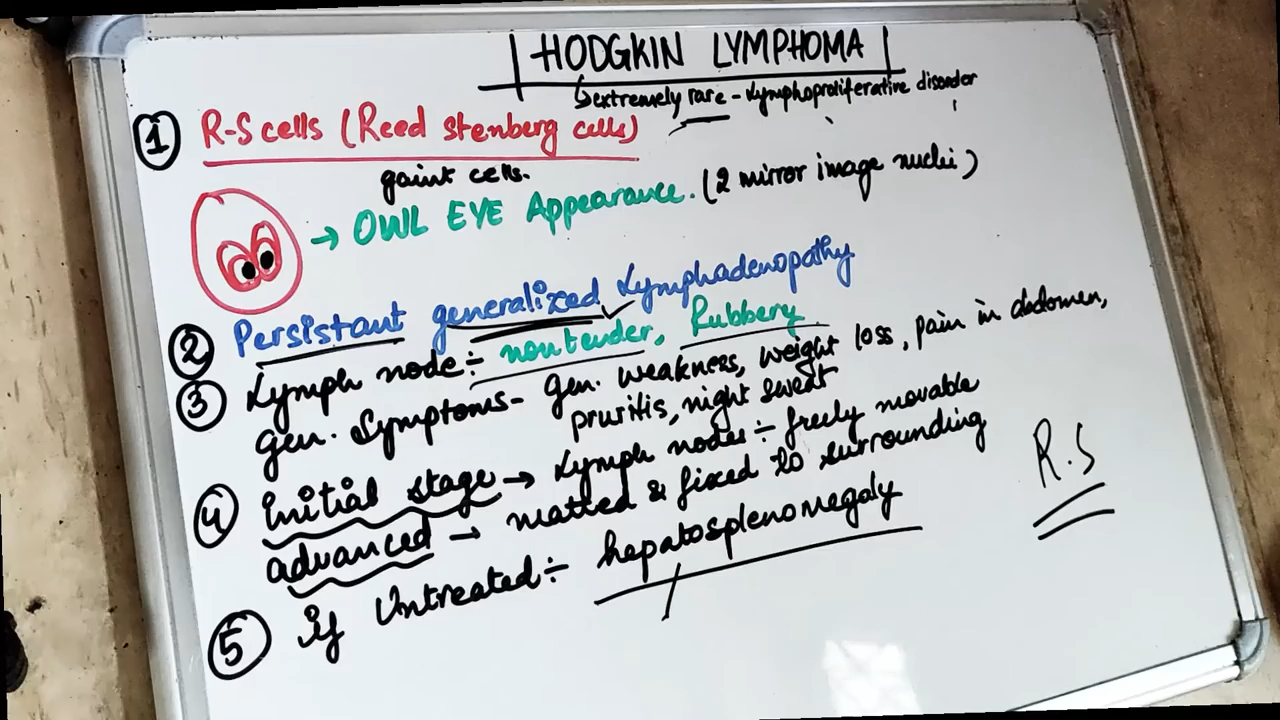 HODGKIN LYMPHOMA
extremely rare - Lymphoproliferative disorder
1 R-S cells (Reed Stenberg cells)
gaint cells.
→ OWL EYE Appearance. (2 mirror image nuclei)
2 Persistant generalized Lymphadenopathy
Lymph node÷ nontender, Rubbery
3 Gen. Symptoms- Gen. weakness, weight loss, pain in abdomen,
pruritis, night sweat
4 Initial stage → Lymph nodes ÷ freely movable
advanced → matted & fixed to surrounding
5 if Untreated÷ hepatosplenomegaly
R.S